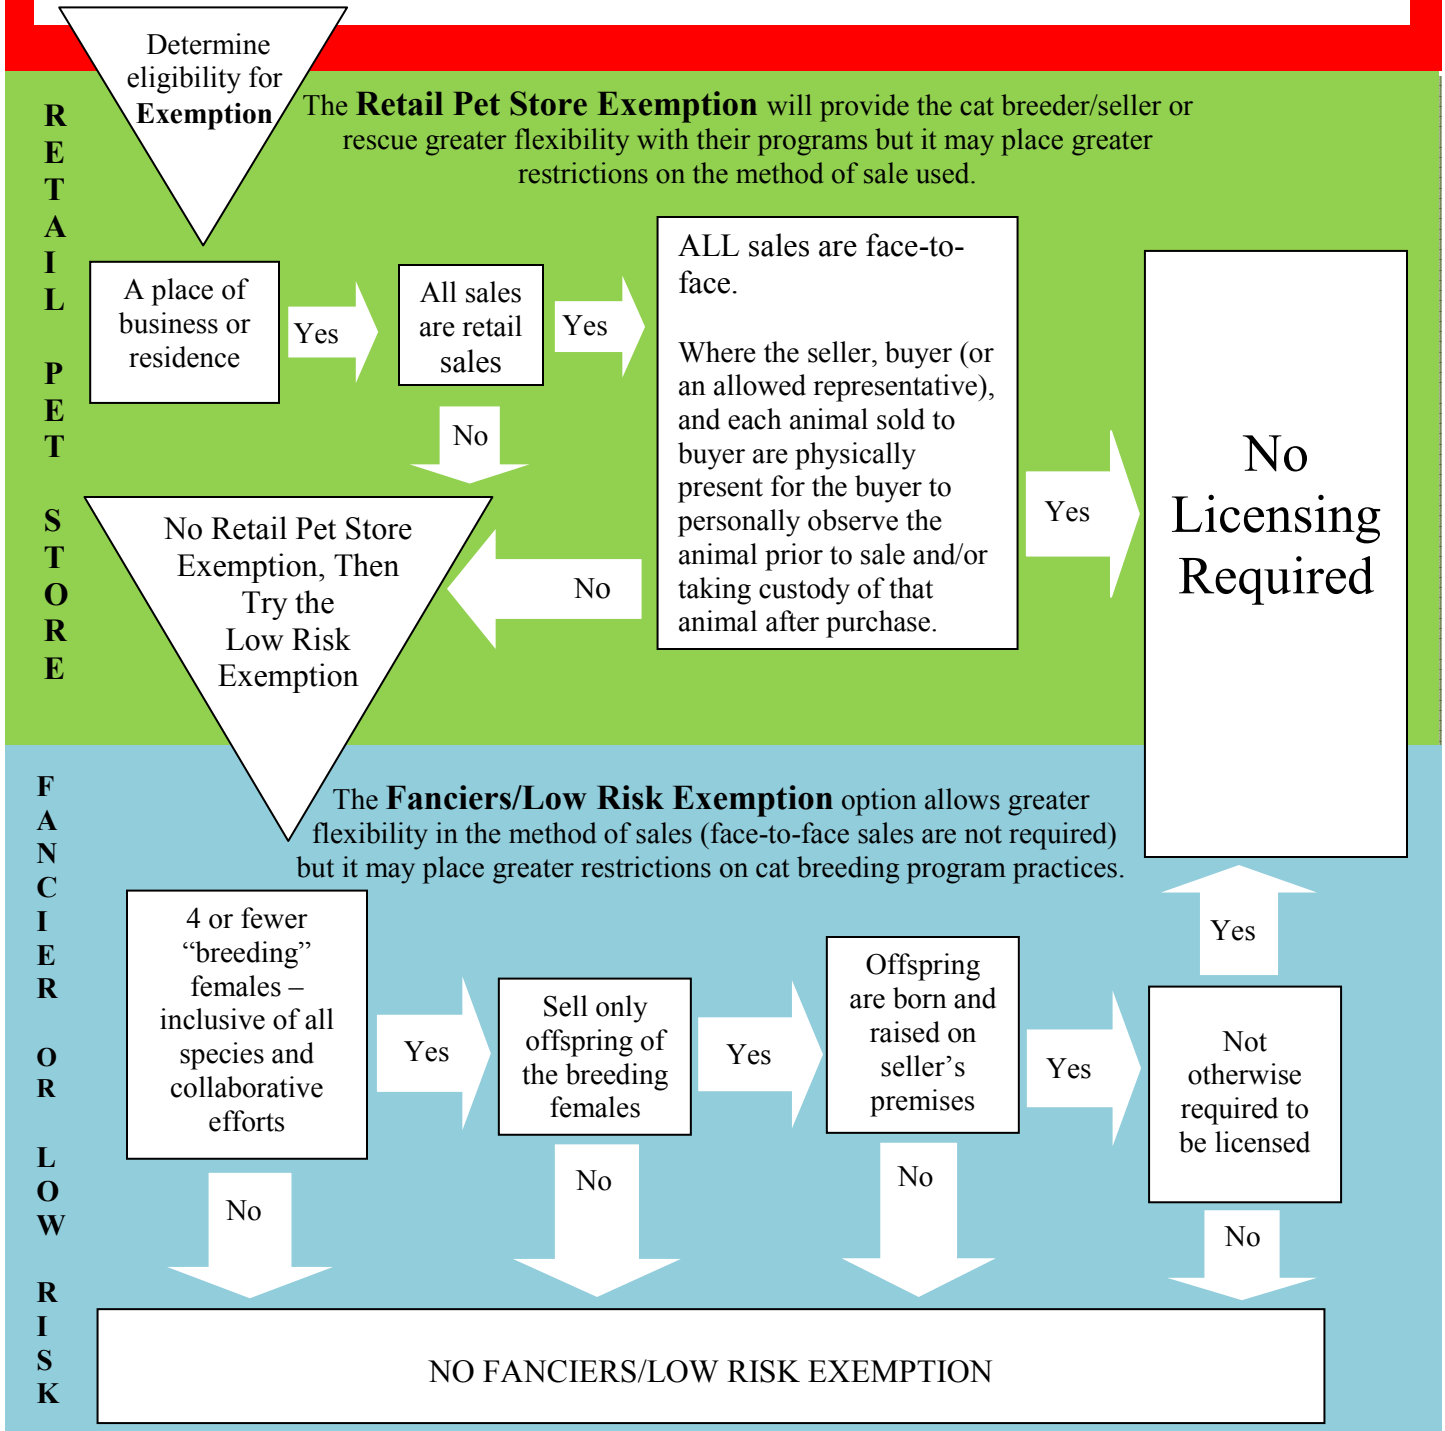 Determine
eligibility for
Exemption
RETAIL PET STORE
The Retail Pet Store Exemption will provide the cat breeder/seller or
rescue greater flexibility with their programs but it may place greater
restrictions on the method of sale used.
A place of
business or
residence
Yes
All sales
are retail
sales
Yes
ALL sales are face-to-
face.
Where the seller, buyer (or
an allowed representative),
and each animal sold to
buyer are physically
present for the buyer to
personally observe the
animal prior to sale and/or
taking custody of that
animal after purchase.
Yes
No
Licensing
Required
No
No
No Retail Pet Store
Exemption, Then
Try the
Low Risk
Exemption
FANCIER OR LOW RISK
The Fanciers/Low Risk Exemption option allows greater
flexibility in the method of sales (face-to-face sales are not required)
but it may place greater restrictions on cat breeding program practices.
4 or fewer
“breeding”
females –
inclusive of all
species and
collaborative
efforts
Yes
Sell only
offspring of
the breeding
females
Yes
Offspring
are born and
raised on
seller’s
premises
Yes
Not
otherwise
required to
be licensed
Yes
No
No
No
No
NO FANCIERS/LOW RISK EXEMPTION